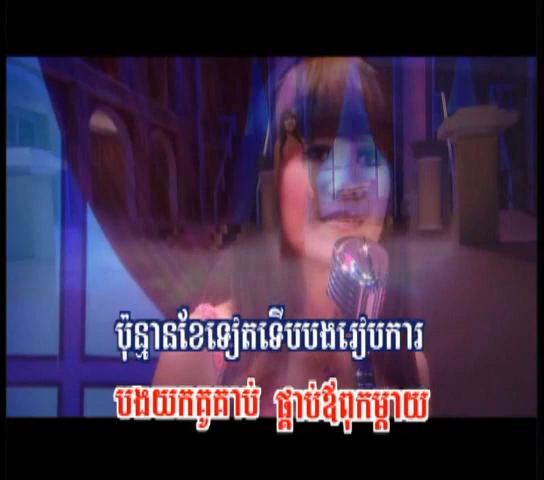 ប៉ុន្មានខែទៀតទើបបងរៀបការ
បងយកគូគាប់ ផ្គាប់ឪពុកម្ដាយ